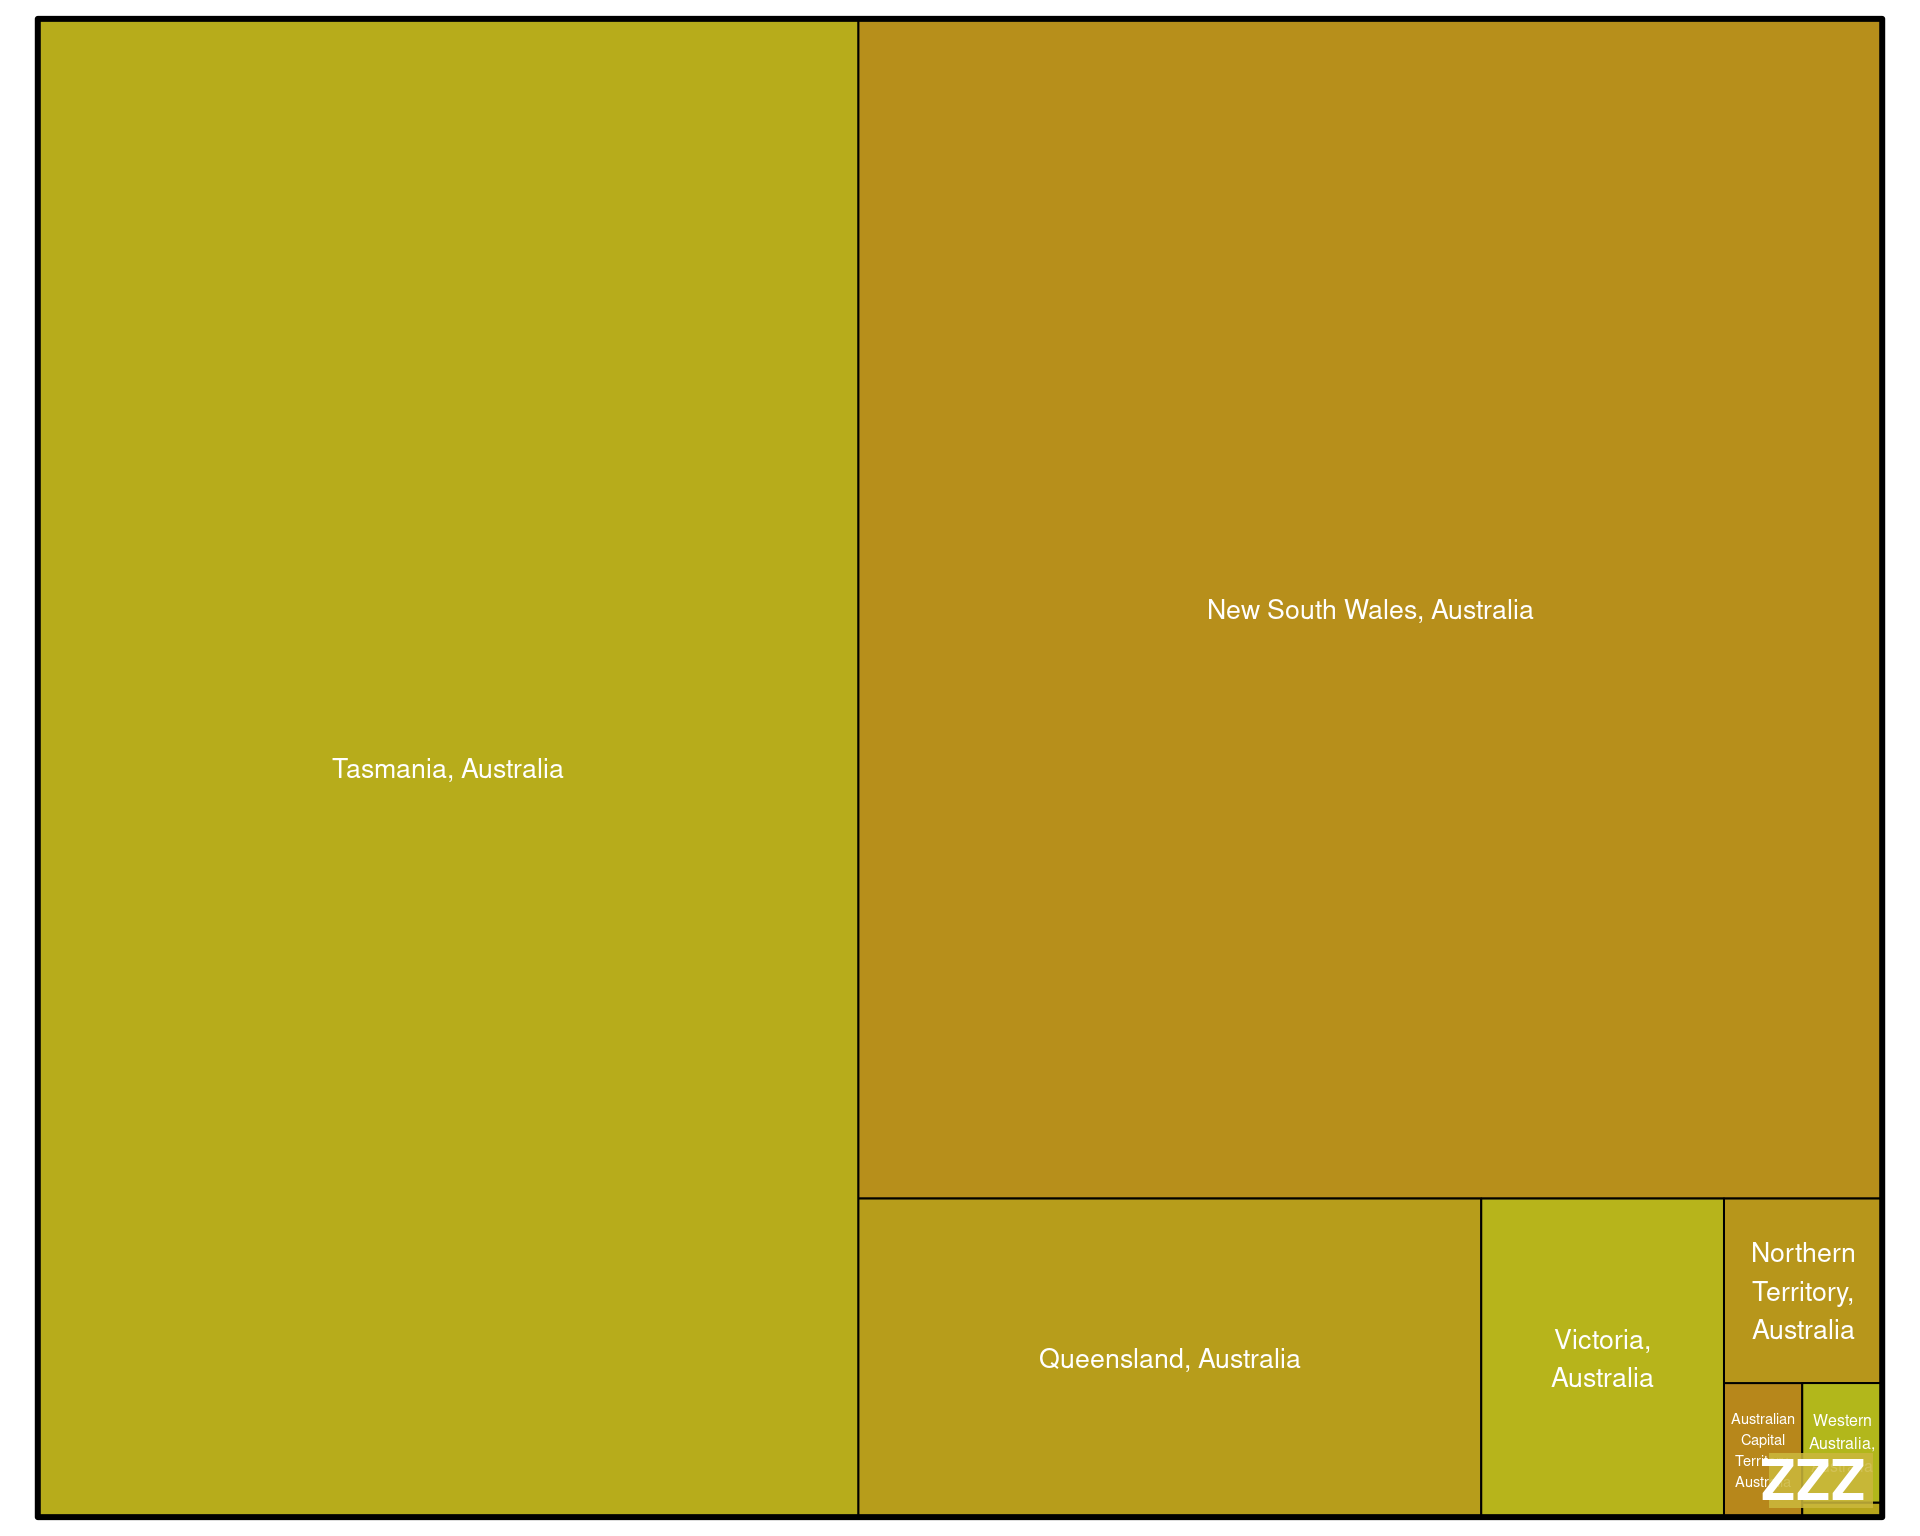 Tasmania, Australia
New South Wales, Australia
Queensland, Australia
Victoria,
Australia
Northern
Territory,
Australia
Australian
Capital
Western
Australia,
ZZZ